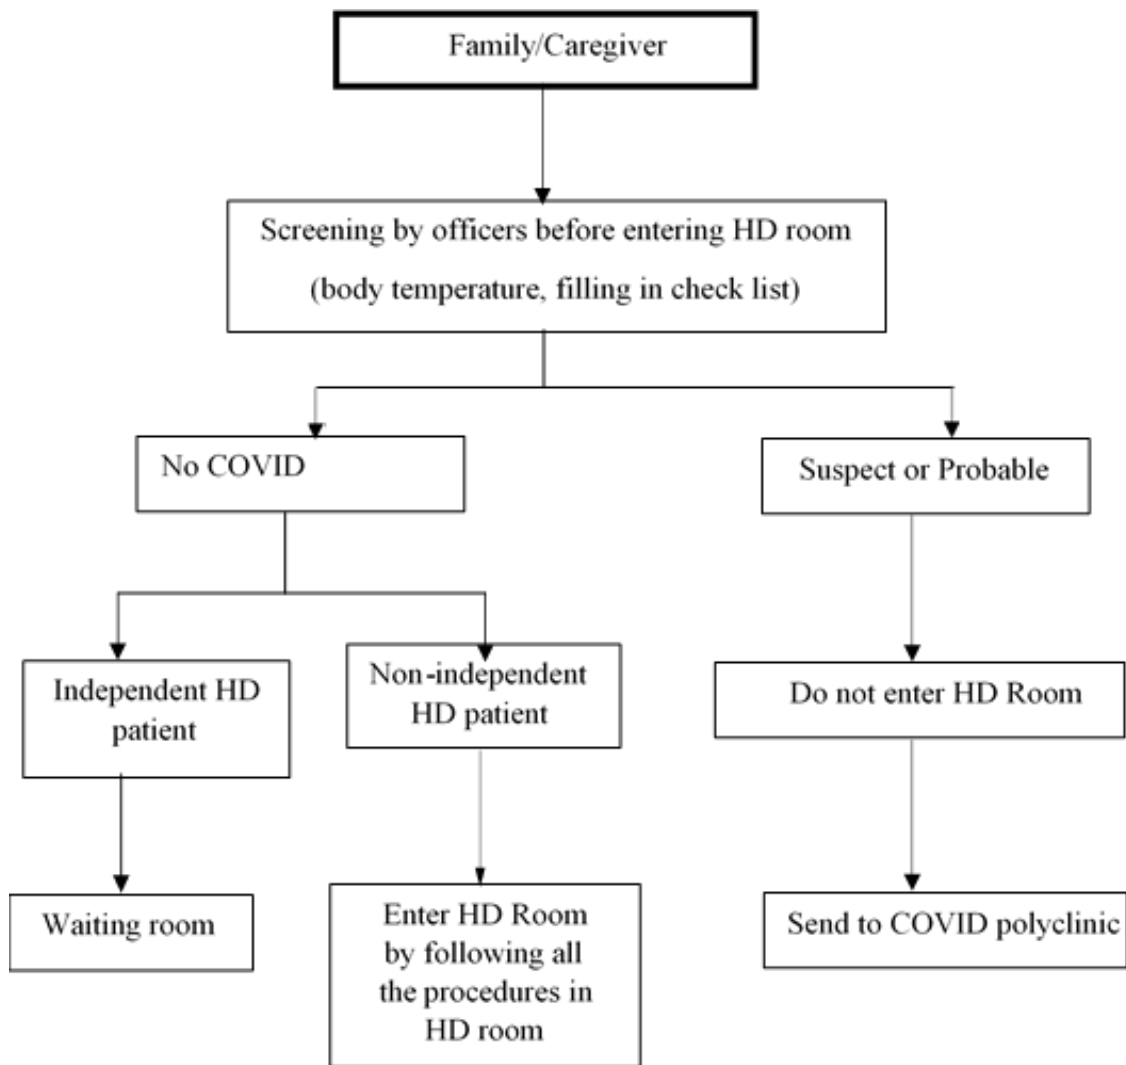 Family/Caregiver
Screening by officers before entering HD room
(body temperature, filling in check list)
No COVID
Suspect or Probable
Independent HD
patient
Non-independent
HD patient
Do not enter HD Room
Waiting room
Enter HD Room
by following all
the procedures in
HD room
Send to COVID polyclinic